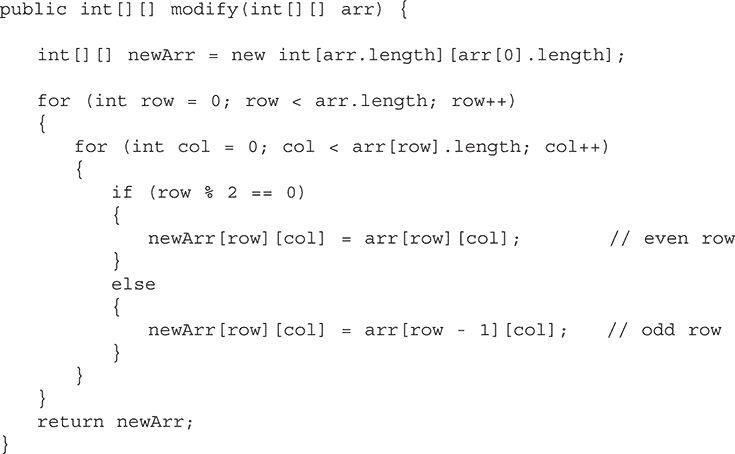 public int[][] modify(int[][] arr) {
int[][] newArr = new int[arr.length][arr[0].length];
for (int row = 0; row < arr.length; row++)
{
for (int col = 0; col < arr[row].length; col++)
{
if (row % 2 == 0)
{
newArr[row][col] = arr[row][col]; // even row
}
else
{
newArr[row][col] = arr[row - 1][col]; // odd row
}
}
}
return newArr;
}